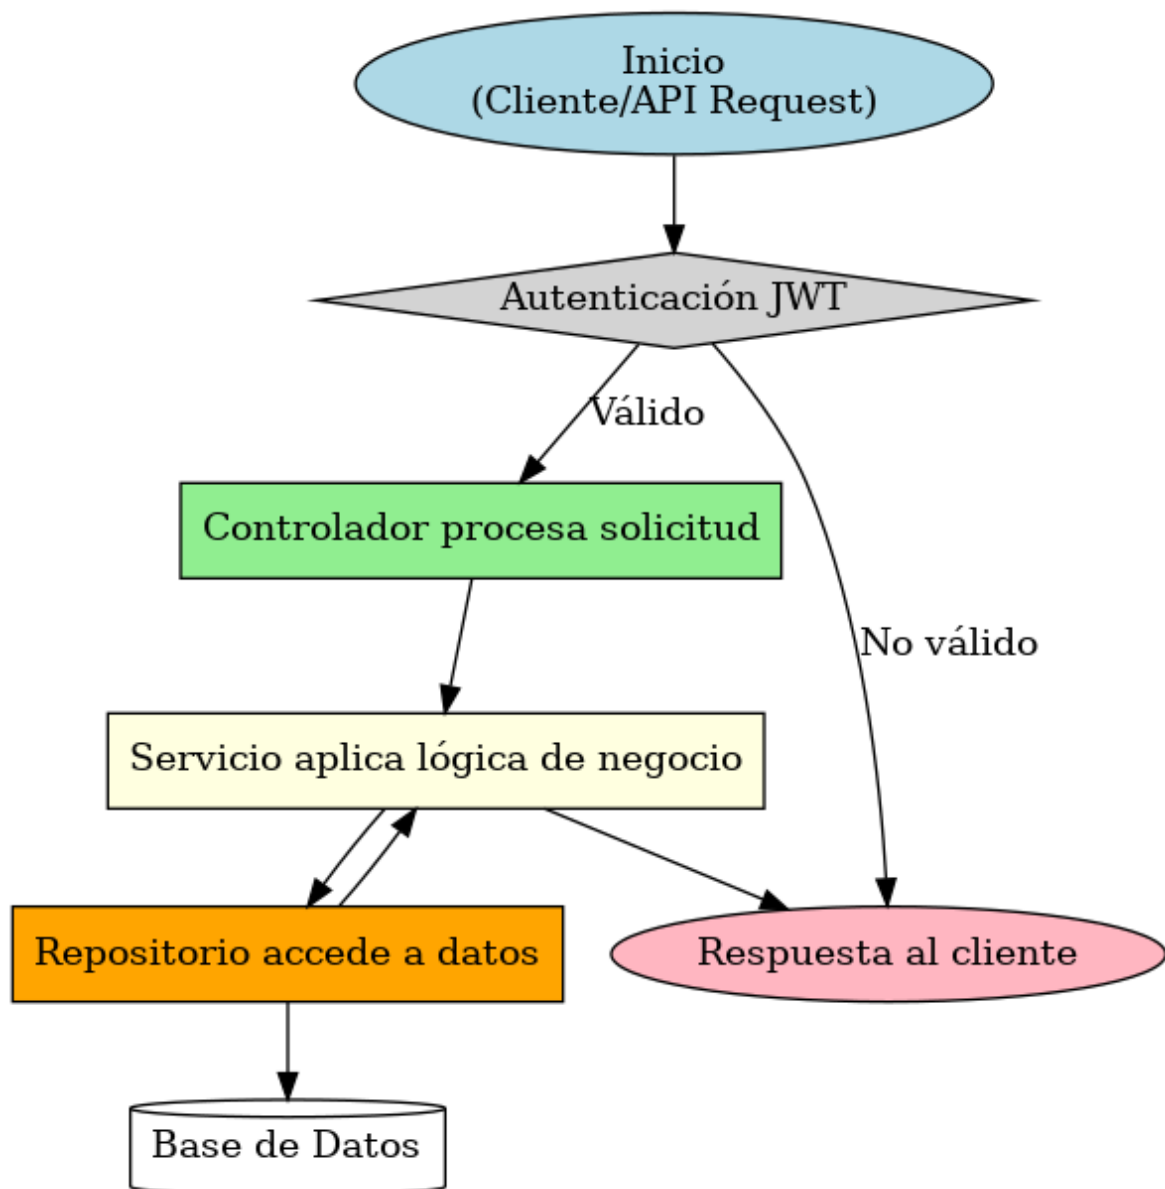 Inicio
(Cliente/API Request)
Autenticación JWT
Válido
Controlador procesa solicitud
No válido
Servicio aplica lógica de negocio
Repositorio accede a datos
Respuesta al cliente
Base de Datos